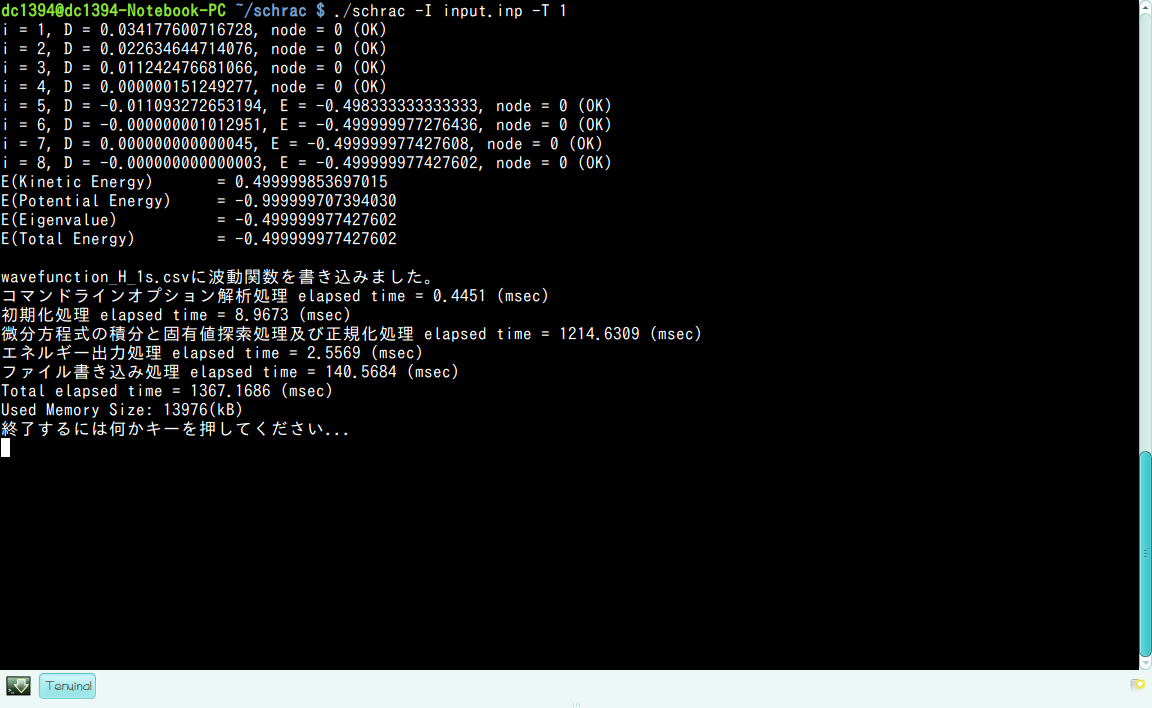 dc1394@dc1394-Notebook-PC ~/schrac $ ./schrac -I input.inp -T 1
i = 1, D = 0.034177600716728, node = 0 (OK)
i = 2, D = 0.022634644714076, node = 0 (OK)
i = 3, D = 0.011242476681066, node = 0 (OK)
i = 4, D = 0.000000151249277, node = 0 (OK)
i = 5, D = -0.011093272653194, E = -0.498333333333333, node = 0 (OK)
i = 6, D = -0.000000001012951, E = -0.499999977276436, node = 0 (OK)
i = 7, D = 0.000000000000045, E = -0.499999977427608, node = 0 (OK)
i = 8, D = -0.000000000000003, E = -0.499999977427602, node = 0 (OK)
E(Kinetic Energy) = 0.499999853697015
E(Potential Energy) = -0.999999707394030
E(Eigenvalue) = -0.499999977427602
E(Total Energy) = -0.499999977427602
wavefunction_H_1s.csvに波動関数を書き込みました。
コマンドラインオプション解析処理 elapsed time = 0.4451 (msec)
初期化処理 elapsed time = 8.9673 (msec)
微分方程式の積分と固有値探索処理及び正規化処理 elapsed time = 1214.6309 (msec)
エネルギー出力処理 elapsed time = 2.5569 (msec)
ファイル書き込み処理 elapsed time = 140.5684 (msec)
Total elapsed time = 1367.1686 (msec)
Used Memory Size: 13976(kB)
終了するには何かキーを押してください...
Terminal